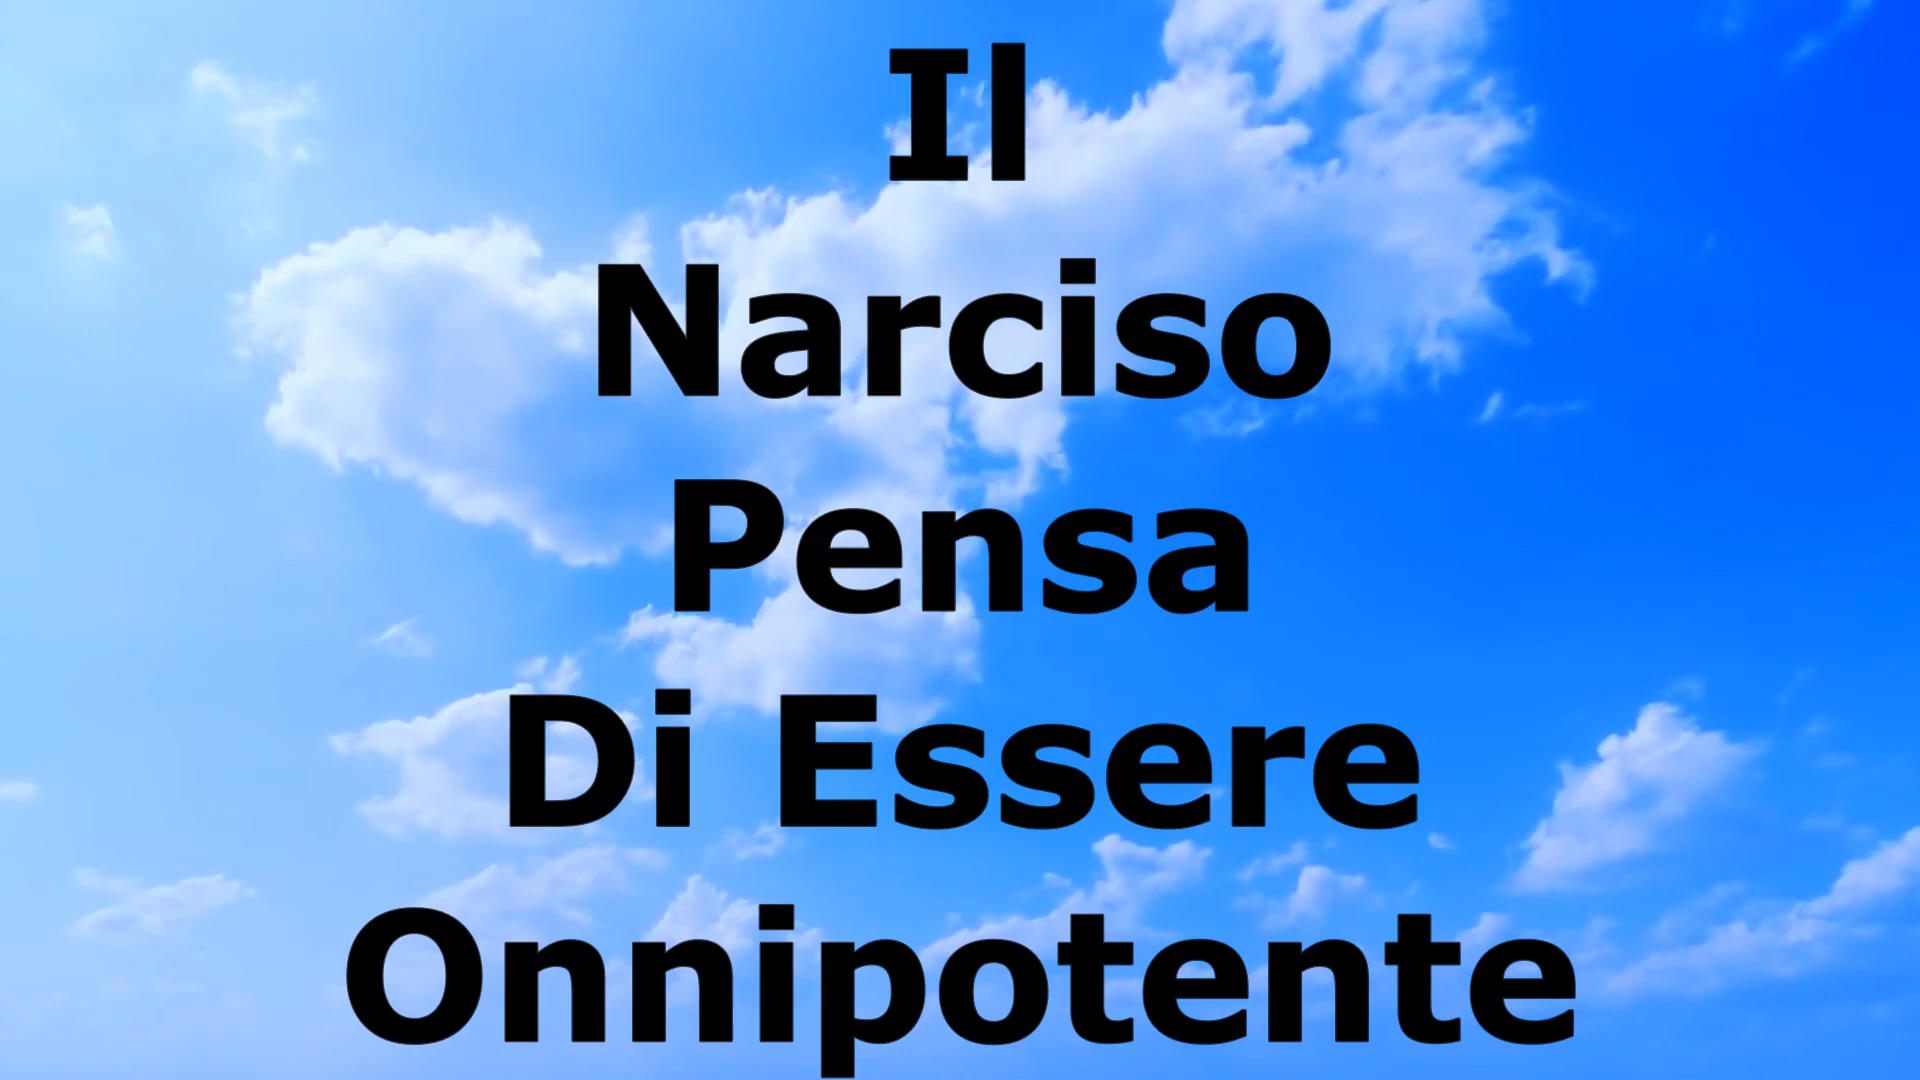 Il
Narciso
Pensa
Di Essere
Onnipotente